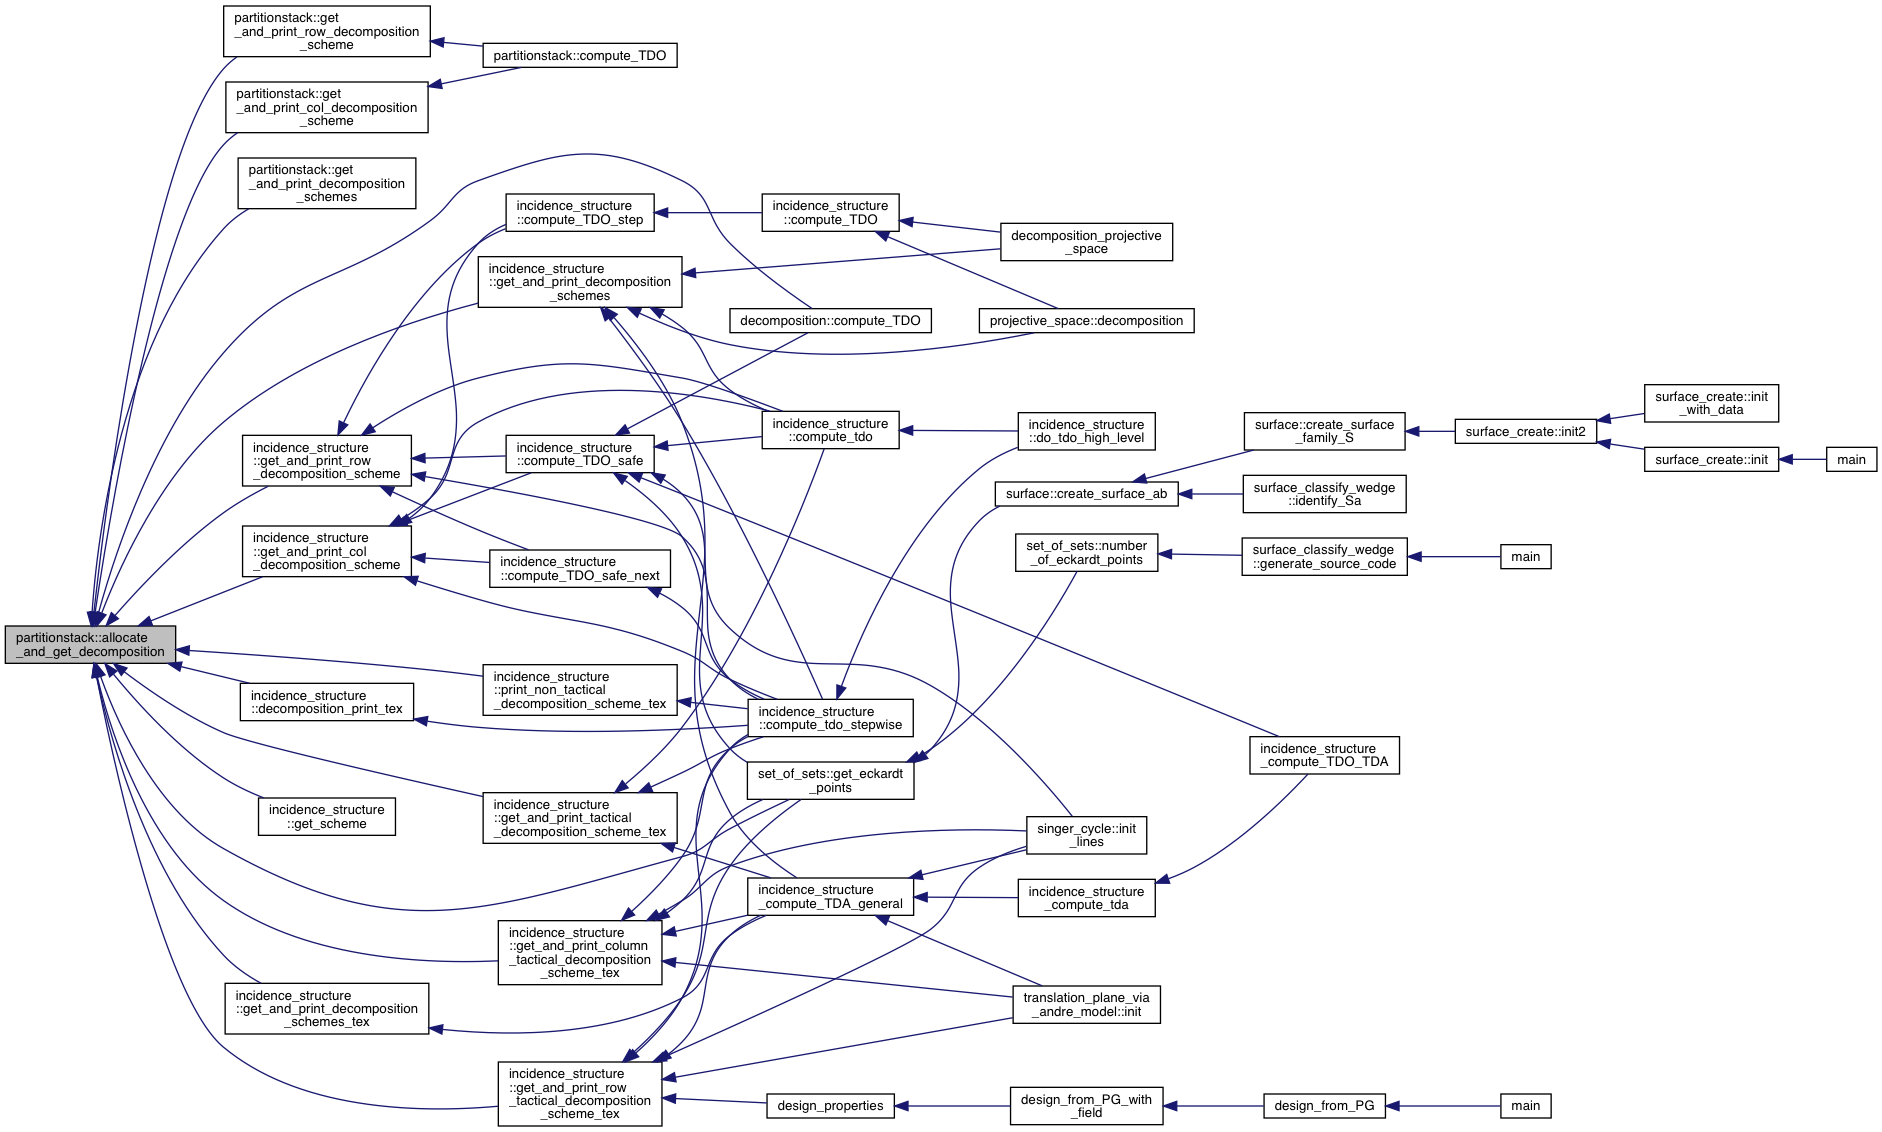 partitionstack::get
_and_print_row_decomposition
_scheme
partitionstack::compute_TDO
partitionstack::get
_and_print_col_decomposition
_scheme
partitionstack::get
_and_print_decomposition
_schemes
incidence_structure
::compute_TDO_step
incidence_structure
::compute_TDO
decomposition_projective
_space
incidence_structure
::get_and_print_decomposition
_schemes
decomposition::compute_TDO
projective_space::decomposition
incidence_structure
::get_and_print_row
_decomposition_scheme
incidence_structure
::compute_TDO_safe
incidence_structure
::compute_tdo
incidence_structure
::do_tdo_high_level
surface::create_surface
_family_S
surface_create::init2
surface_create::init
_with_data
surface_create::init
main
surface::create_surface_ab
surface_classify_wedge
::identify_Sa
incidence_structure
::get_and_print_col
_decomposition_scheme
incidence_structure
::compute_TDO_safe_next
set_of_sets::number
_of_eckardt_points
surface_classify_wedge
::generate_source_code
main
partitionstack::allocate
_and_get_decomposition
incidence_structure
::print_non_tactical
_decomposition_scheme_tex
incidence_structure
::decomposition_print_tex
incidence_structure
::compute_tdo_stepwise
incidence_structure
_compute_TDO_TDA
set_of_sets::get_eckardt
_points
incidence_structure
::get_scheme
incidence_structure
::get_and_print_tactical
_decomposition_scheme_tex
singer_cycle::init
_lines
incidence_structure
_compute_TDA_general
incidence_structure
_compute_tda
incidence_structure
::get_and_print_column
_tactical_decomposition
_scheme_tex
incidence_structure
::get_and_print_decomposition
_schemes_tex
translation_plane_via
_andre_model::init
incidence_structure
::get_and_print_row
_tactical_decomposition
_scheme_tex
design_properties
design_from_PG_with
_field
design_from_PG
main